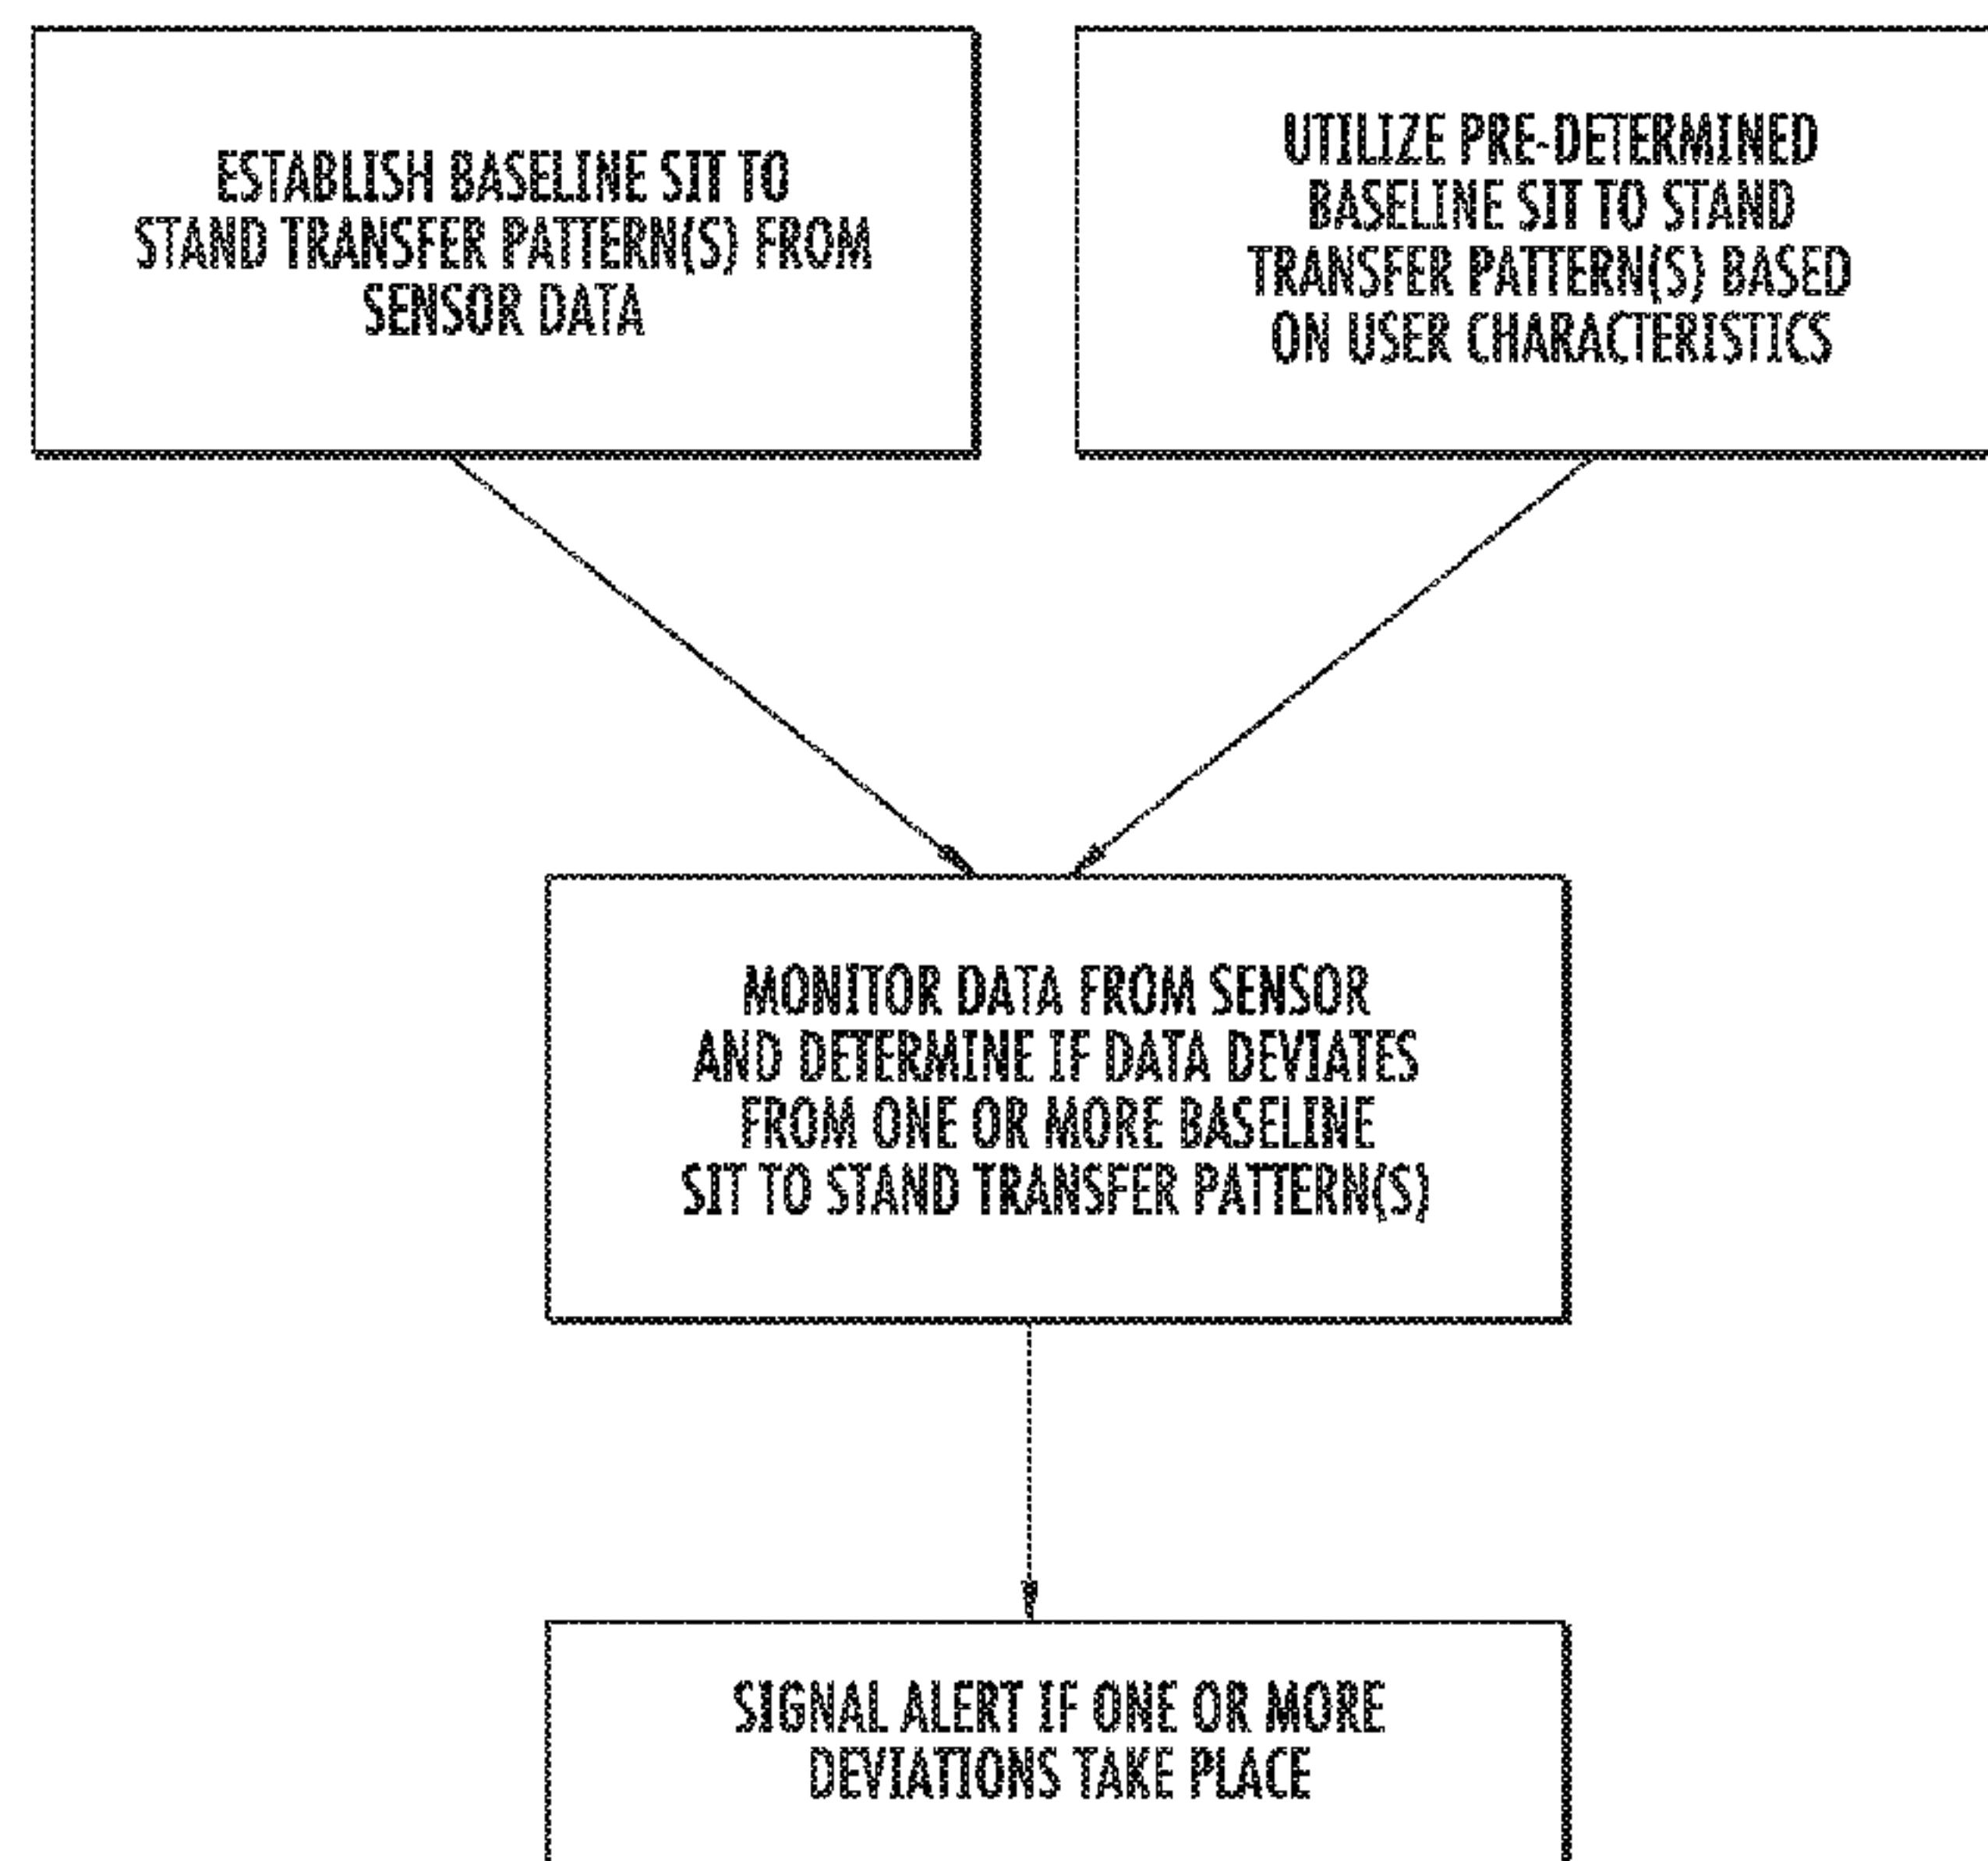 ESTABLISH BASELINE SIT TO
STAND TRANSFER PATTERN(S) FROM
SENSOR DATA
UTILIZE PRE-DETERMINED
BASELINE SIT TO STAND
TRANSFER PATTERN(S) BASED
ON USER CHARACTERISTICS
MONITOR DATA FROM SENSOR
AND DETERMINE IF DATA DEVIATES
FROM ONE OR MORE BASELINE
SIT TO STAND TRANSFER PATTERN(S)
SIGNAL ALERT IF ONE OR MORE
DEVIATIONS TAKE PLACE